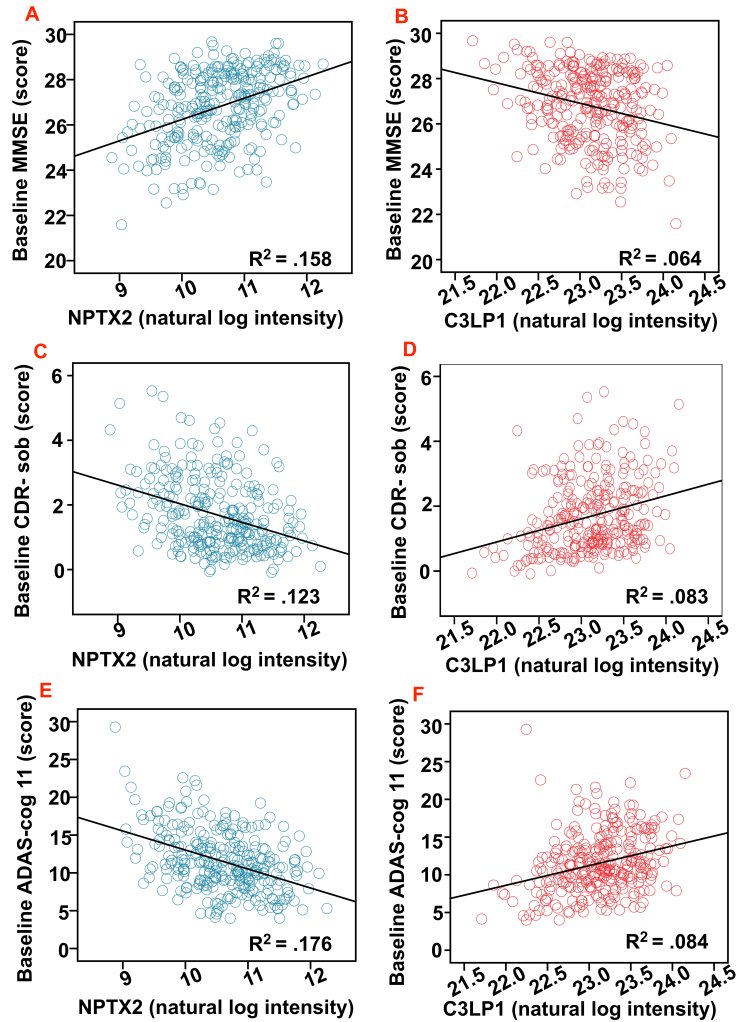 A
Baseline MMSE (score)
30
28
26
24
22
20
R² = .158
9
10
11
12
NPTX2 (natural log intensity)
B
Baseline MMSE (score)
30
28
26
24
22
20
R² = .064
21.5
22.0
22.5
23.0
23.5
24.0
24.5
C3LP1 (natural log intensity)
C
Baseline CDR- sob (score)
6
4
2
0
R² = .123
9
10
11
12
NPTX2 (natural log intensity)
D
Baseline CDR- sob (score)
6
4
2
0
R² = .083
21.5
22.0
22.5
23.0
23.5
24.0
24.5
C3LP1 (natural log intensity)
E
Baseline ADAS-cog 11 (score)
30
25
20
15
10
5
0
R² = .176
9
10
11
12
NPTX2 (natural log intensity)
F
Baseline ADAS-cog 11 (score)
30
25
20
15
10
5
0
R² = .084
21.5
22.0
22.5
23.0
23.5
24.0
24.5
C3LP1 (natural log intensity)